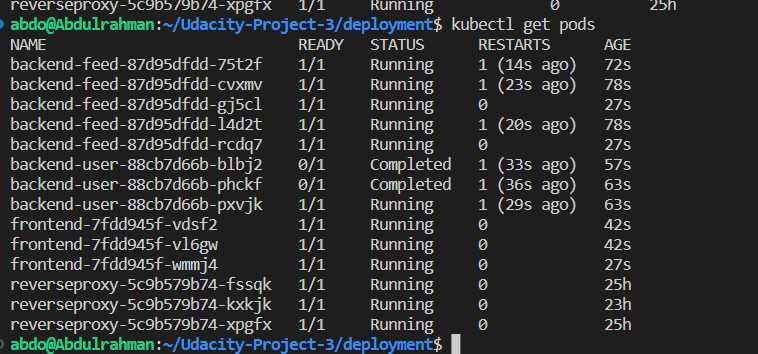 reverseproxy-5c9b579b74-xpgfx   1/1     Running     0             25h
abdo@Abdulrahman:~/Udacity-Project-3/deployment$ kubectl get pods
NAME                            READY   STATUS      RESTARTS      AGE
backend-feed-87d95dfdd-75t2f    1/1     Running     1 (14s ago)   72s
backend-feed-87d95dfdd-cvxmv    1/1     Running     1 (23s ago)   78s
backend-feed-87d95dfdd-gj5cl    1/1     Running     0             27s
backend-feed-87d95dfdd-l4d2t    1/1     Running     1 (20s ago)   78s
backend-feed-87d95dfdd-rcdq7    1/1     Running     0             27s
backend-user-88cb7d66b-blbj2    0/1     Completed   1 (33s ago)   57s
backend-user-88cb7d66b-phckf    0/1     Completed   1 (36s ago)   63s
backend-user-88cb7d66b-pxvjk    1/1     Running     1 (29s ago)   63s
frontend-7fdd945f-vdsf2         1/1     Running     0             42s
frontend-7fdd945f-vl6gw         1/1     Running     0             42s
frontend-7fdd945f-wmmj4         1/1     Running     0             27s
reverseproxy-5c9b579b74-fssqk   1/1     Running     0             25h
reverseproxy-5c9b579b74-kxkjk   1/1     Running     0             23h
reverseproxy-5c9b579b74-xpgfx   1/1     Running     0             25h
abdo@Abdulrahman:~/Udacity-Project-3/deployment$